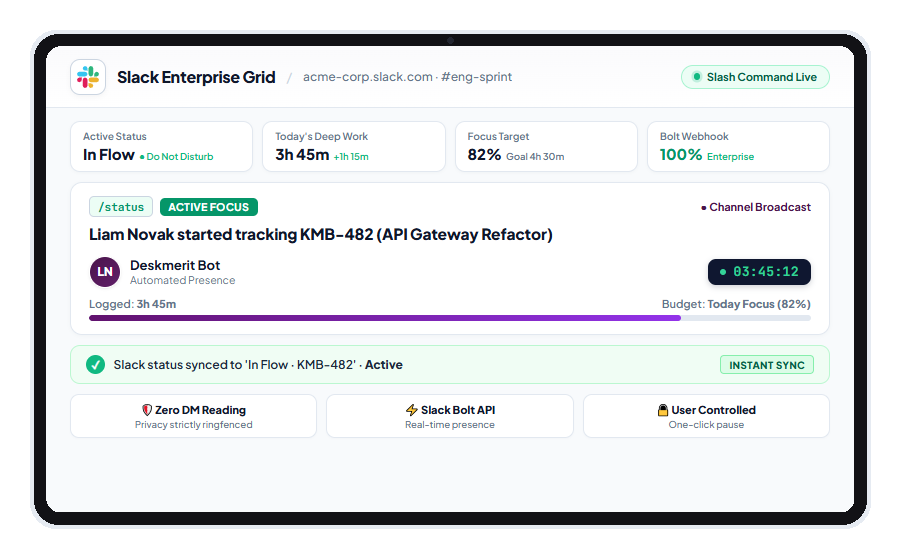 Slack Enterprise Grid / acme-corp.slack.com · #eng-sprint
Slash Command Live
Active Status
In Flow • Do Not Disturb
Today's Deep Work
3h 45m +1h 15m
Focus Target
82% Goal 4h 30m
Bolt Webhook
100% Enterprise
/status ACTIVE FOCUS
• Channel Broadcast
Liam Novak started tracking KMB-482 (API Gateway Refactor)
LN
Deskmerit Bot
Automated Presence
03:45:12
Logged: 3h 45m
Budget: Today Focus (82%)
Slack status synced to 'In Flow · KMB-482' · Active
INSTANT SYNC
Zero DM Reading
Privacy strictly ringfenced
Slack Bolt API
Real-time presence
User Controlled
One-click pause